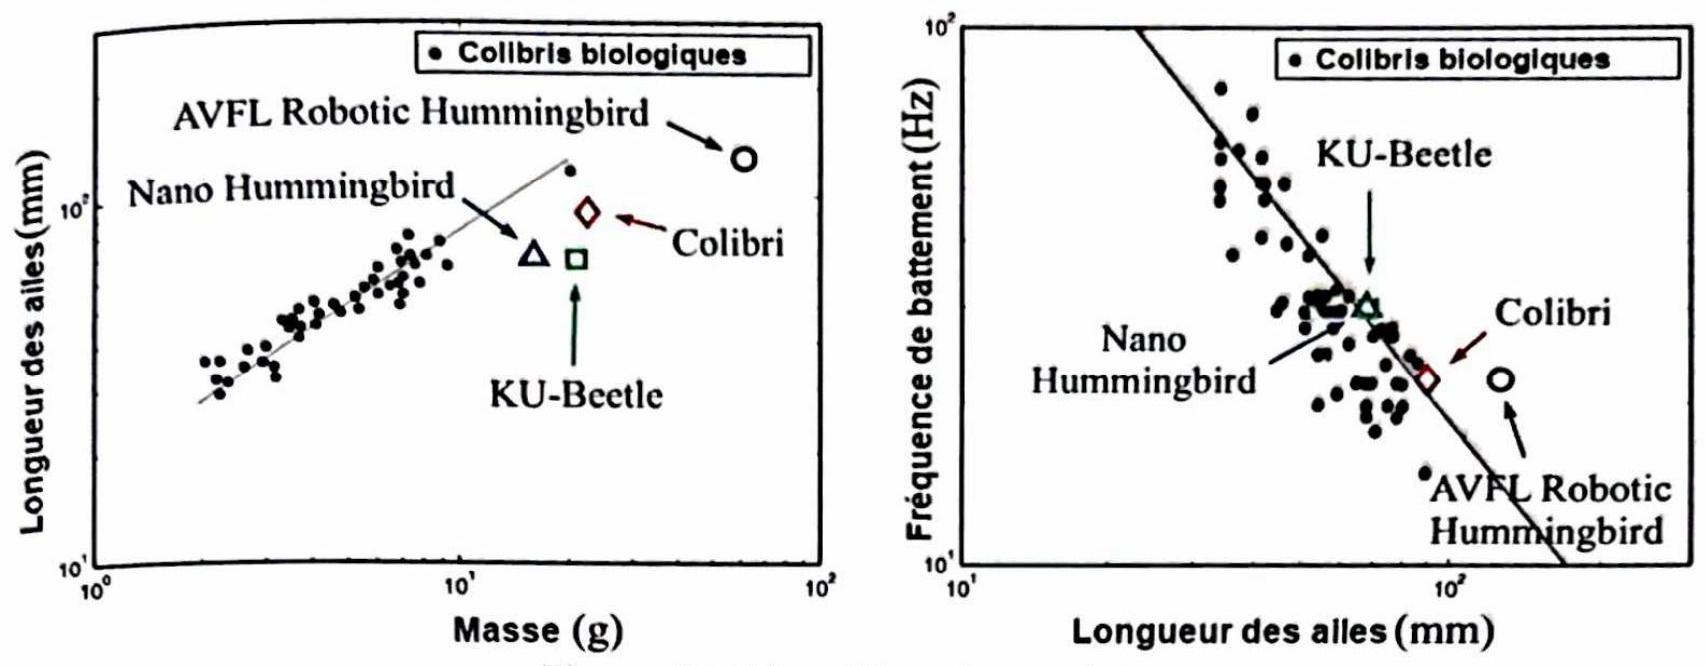 Colibris biologiques
AVFL Robotic Hummingbird
Nano Hummingbird
Colibri
KU-Beetle
Longueur des ailes(mm)
10²
10¹
10⁰
10¹
10²
Masse (g)
Colibris biologiques
KU-Beetle
Colibri
Nano
Hummingbird
AVFL Robotic
Hummingbird
Fréquence de battement(Hz)
10²
10¹
10¹
10²
Longueur des ailes(mm)